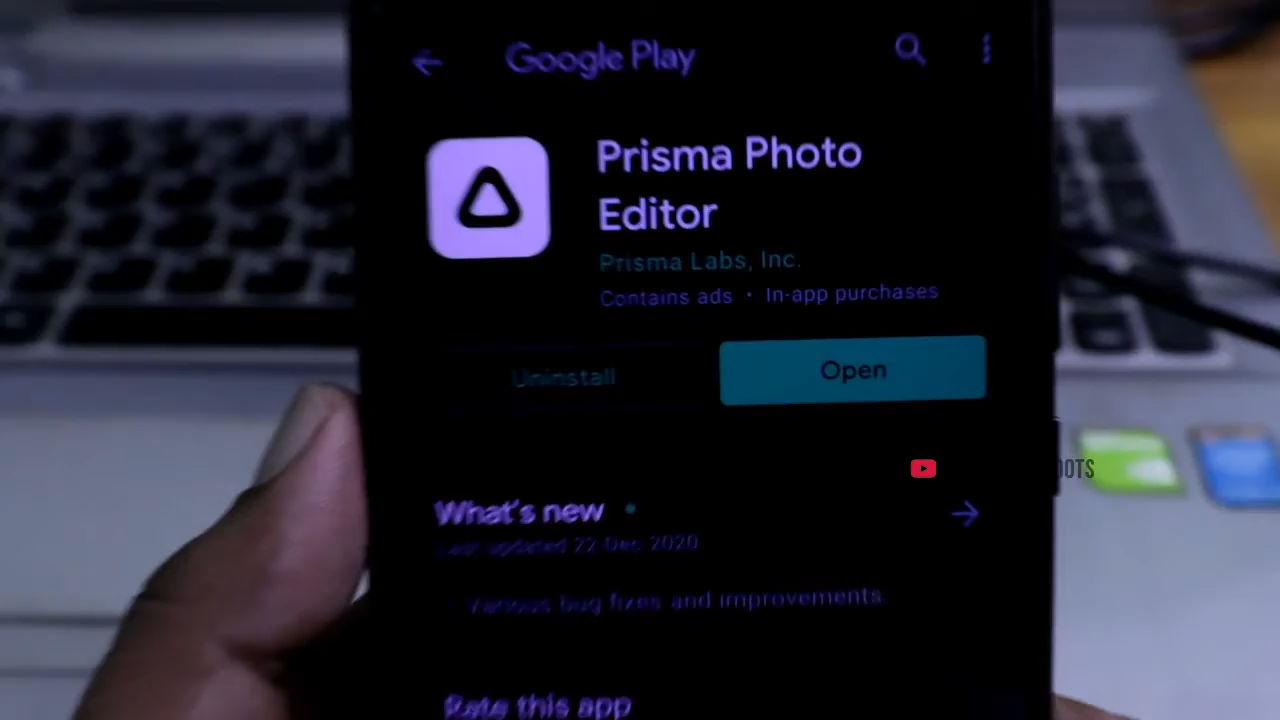 Google Play
Prisma Photo
Editor
Prisma Labs, Inc.
Contains ads • In-app purchases
Uninstall
Open
OOTS
What's new •
Last updated 22 Dec 2020
• Various bug fixes and improvements.
Rate this app